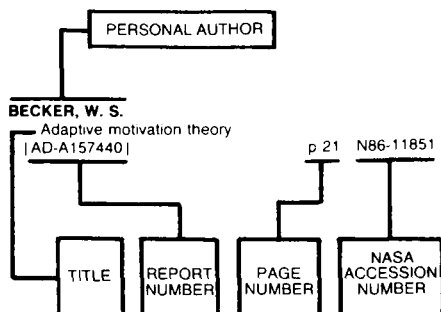 PERSONAL AUTHOR
BECKER, W. S.
Adaptive motivation theory
|AD-A157440| p 21 N86-11851
TITLE
REPORT
NUMBER
PAGE
NUMBER
NASA
ACCESSION
NUMBER